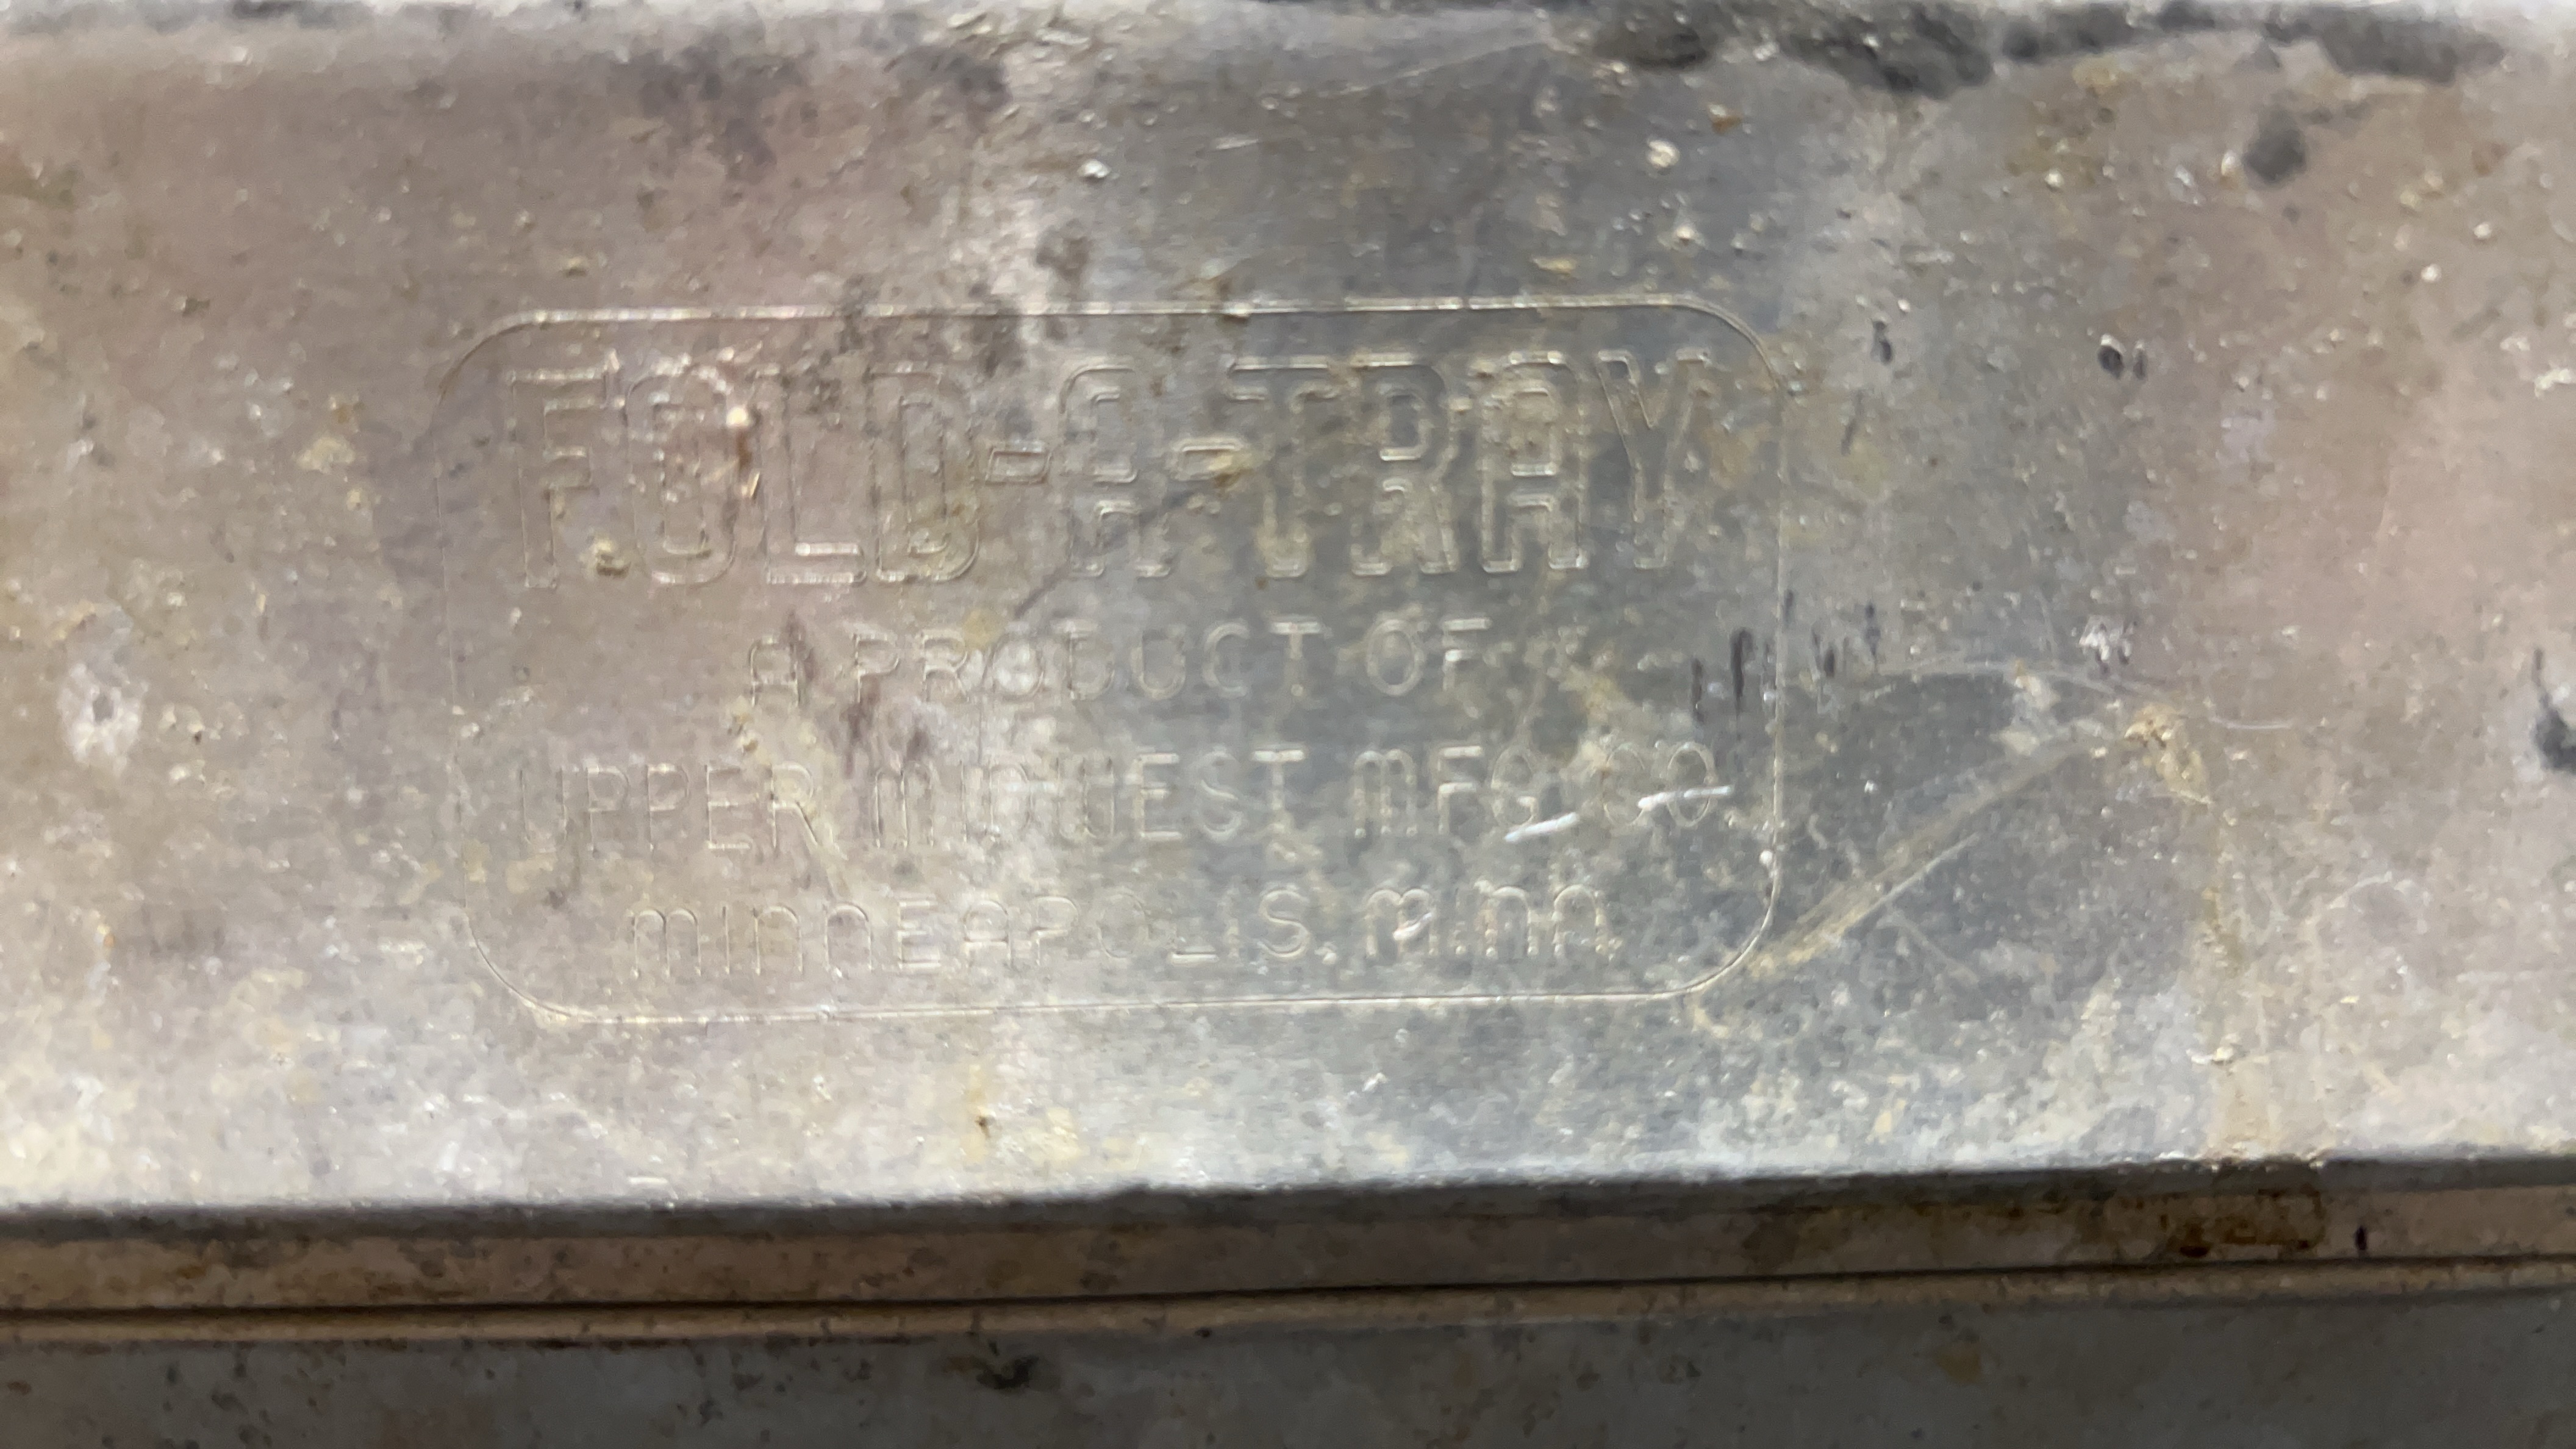 FOLD-A-TRAY
A PRODUCT OF
UPPER MIDWEST MFG. CO.
MINNEAPOLIS, MINN.